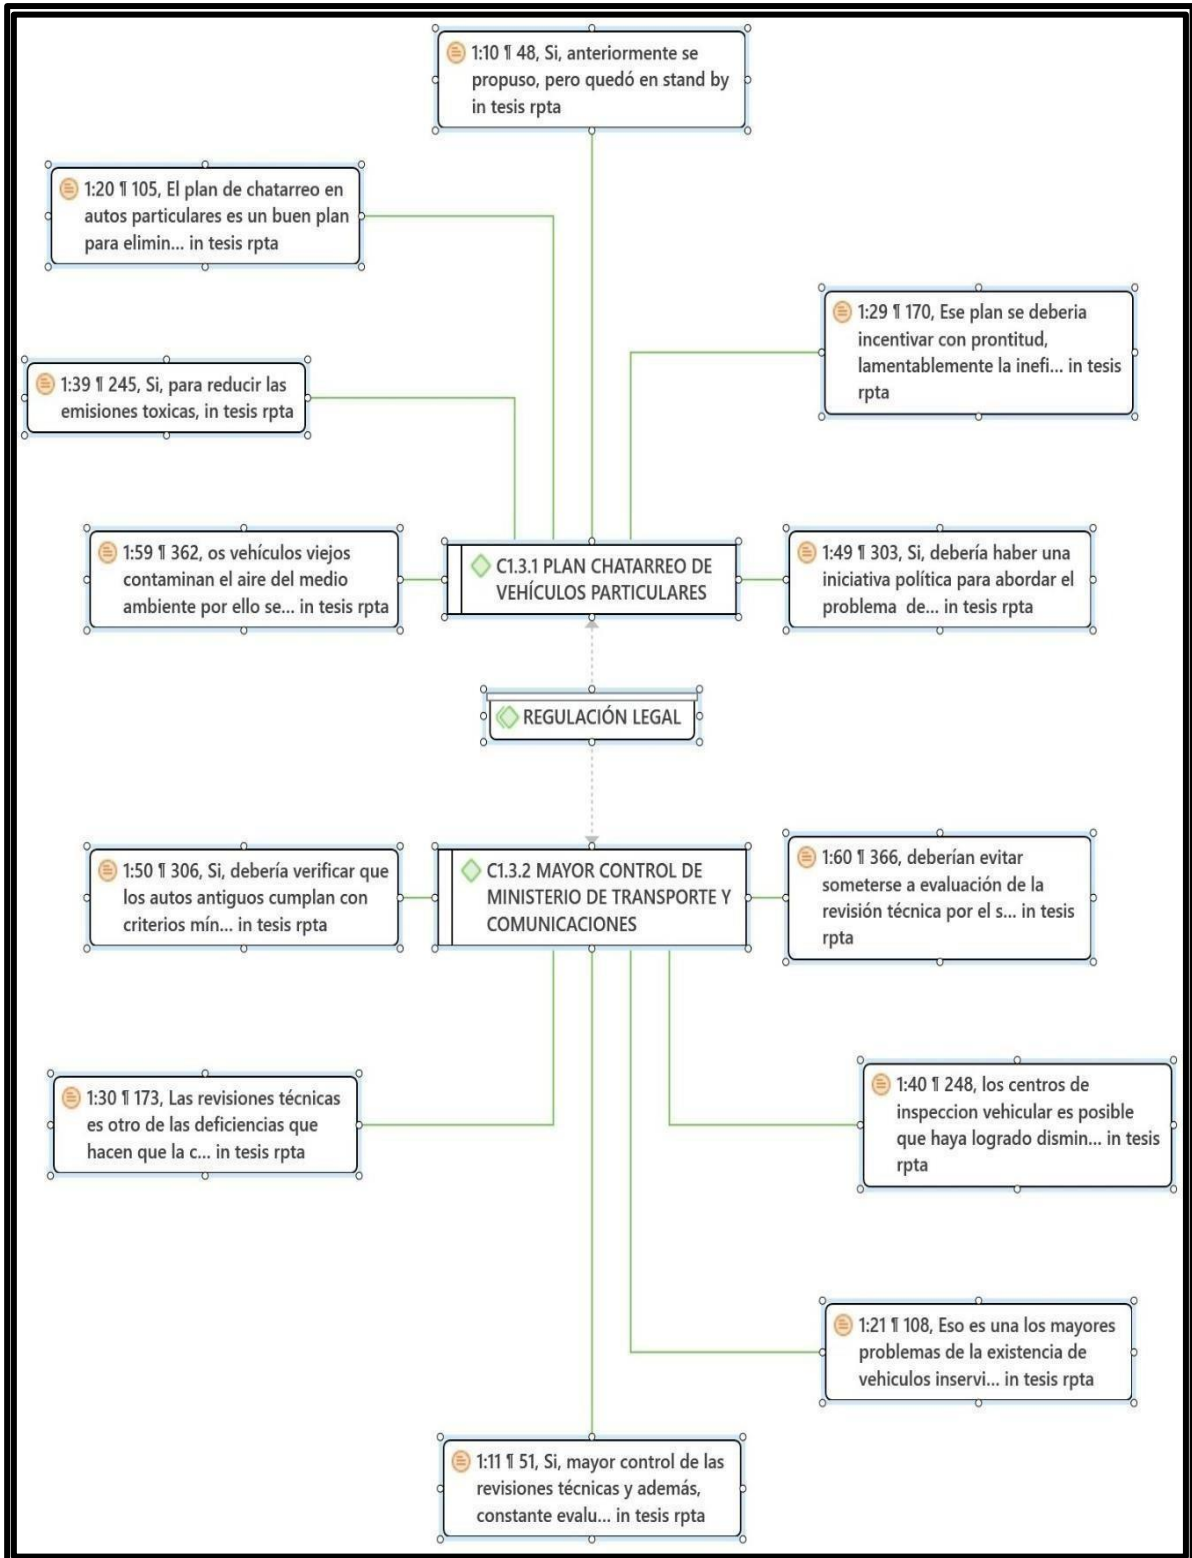 1:10 ¶ 48, Si, anteriormente se
propuso, pero quedó en stand by
in tesis rpta
1:20 ¶ 105, El plan de chatarreo en
autos particulares es un buen plan
para elimin... in tesis rpta
1:29 ¶ 170, Ese plan se deberia
incentivar con prontitud,
lamentablemente la inefi... in tesis
rpta
1:39 ¶ 245, Si, para reducir las
emisiones toxicas, in tesis rpta
1:59 ¶ 362, os vehículos viejos
contaminan el aire del medio
ambiente por ello se... in tesis rpta
C1.3.1 PLAN CHATARREO DE
VEHÍCULOS PARTICULARES
1:49 ¶ 303, Si, debería haber una
iniciativa política para abordar el
problema de... in tesis rpta
REGULACIÓN LEGAL
1:50 ¶ 306, Si, debería verificar que
los autos antiguos cumplan con
criterios mín... in tesis rpta
C1.3.2 MAYOR CONTROL DE
MINISTERIO DE TRANSPORTE Y
COMUNICACIONES
1:60 ¶ 366, deberían evitar
someterse a evaluación de la
revisión técnica por el s... in tesis
rpta
1:30 ¶ 173, Las revisiones técnicas
es otro de las deficiencias que
hacen que la c... in tesis rpta
1:40 ¶ 248, los centros de
inspeccion vehicular es posible
que haya logrado dismin... in tesis
rpta
1:21 ¶ 108, Eso es una los mayores
problemas de la existencia de
vehiculos inservi... in tesis rpta
1:11 ¶ 51, Si, mayor control de las
revisiones técnicas y además,
constante evalu... in tesis rpta